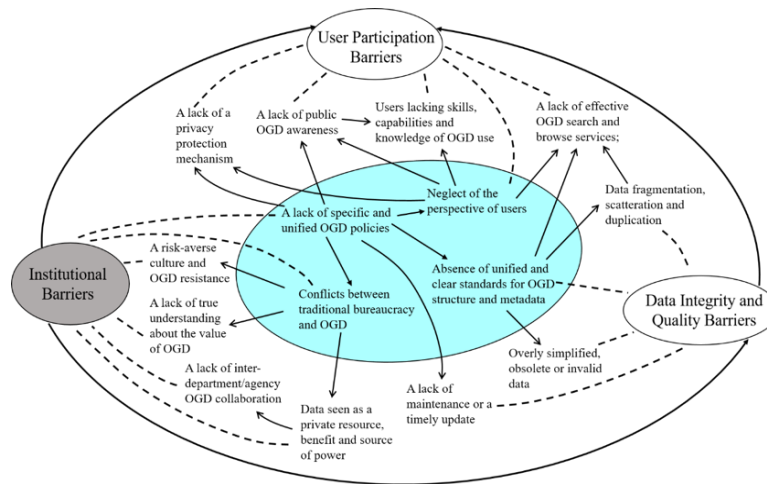 User Participation
Barriers
A lack of a
privacy
protection
mechanism
A lack of public
OGD awareness
Users lacking skills,
capabilities and
knowledge of OGD use
A lack of effective
OGD search and
browse services;
Neglect of the
perspective of users
Data fragmentation,
scatteration and
duplication
A lack of specific and
unified OGD policies
Institutional
Barriers
A risk-averse
culture and
OGD resistance
Absence of unified and
clear standards for OGD
structure and metadata
Conflicts between
traditional bureaucracy
and OGD
A lack of true
understanding
about the value
of OGD
Data Integrity and
Quality Barriers
Overly simplified,
obsolete or invalid
data
A lack of inter-
department/agency
OGD collaboration
A lack of
maintenance or a
timely update
Data seen as a
private resource,
benefit and source
of power